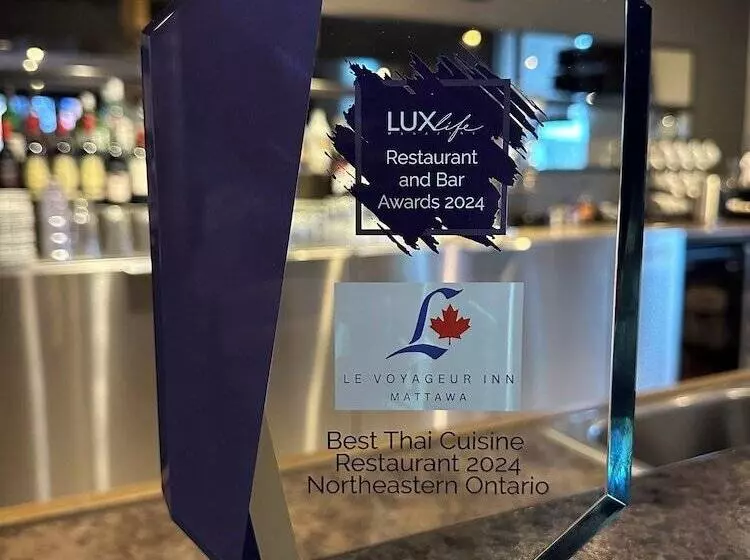 LUXlife
Restaurant
and Bar
Awards 2024
LE VOYAGEUR INN
MATTAWA
Best Thai Cuisine
Restaurant 2024
Northeastern Ontario